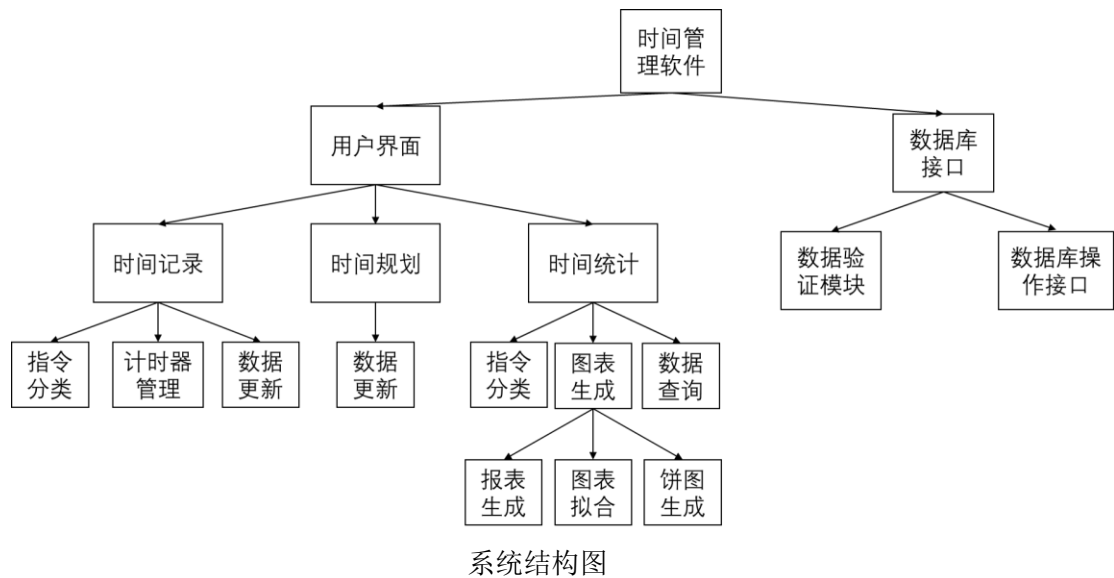 时间管
理软件
用户界面
数据库
接口
时间记录
时间规划
时间统计
数据验
证模块
数据库操
作接口
指令
分类
计时器
管理
数据
更新
数据
更新
指令
分类
图表
生成
数据
查询
报表
生成
图表
拟合
饼图
生成
系统结构图